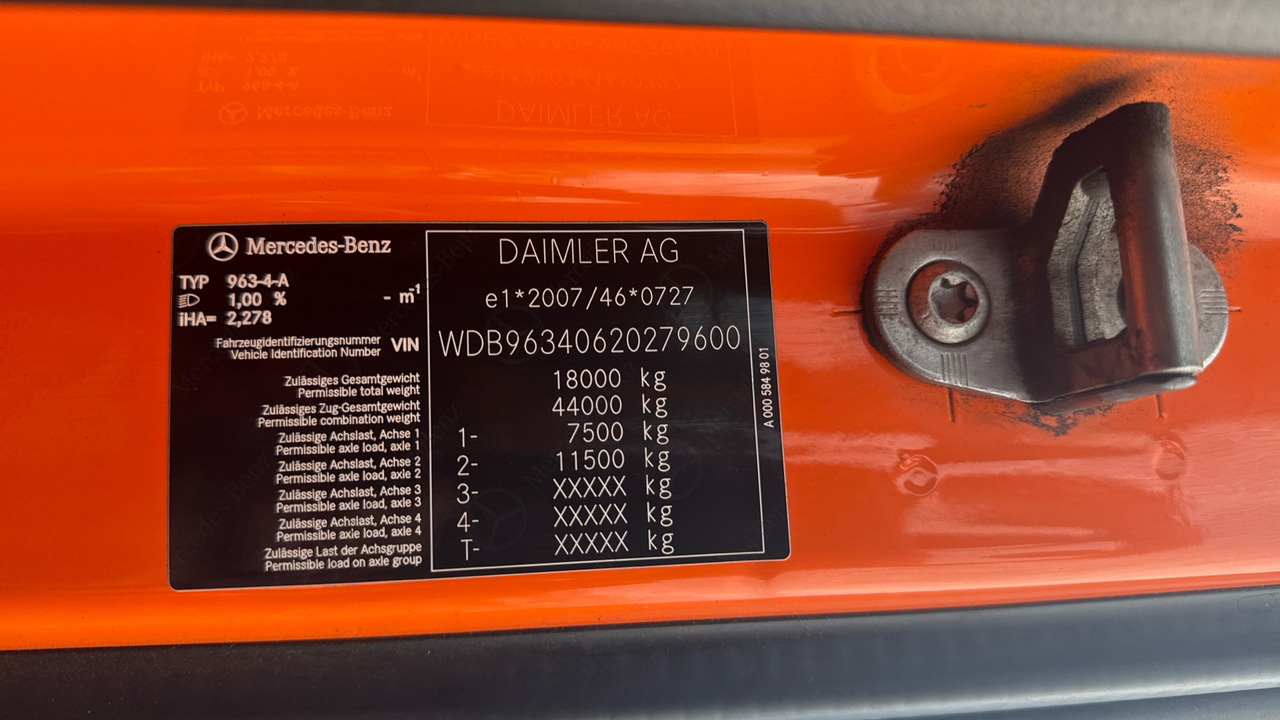 Mercedes-Benz
TYP 963-4-A
1,00 % - m⁻¹
iHA= 2,278
Fahrzeugidentifizierungsnummer
Vehicle Identification Number VIN
DAIMLER AG
e1*2007/46*0727
WDB96340620279600
Zulässiges Gesamtgewicht
Permissible total weight 18000 kg
Zulässiges Zug-Gesamtgewicht
Permissible combination weight 44000 kg
Zulässige Achslast, Achse 1
Permissible axle load, axle 1 1- 7500 kg
Zulässige Achslast, Achse 2
Permissible axle load, axle 2 2- 11500 kg
Zulässige Achslast, Achse 3
Permissible axle load, axle 3 3- XXXXX kg
Zulässige Achslast, Achse 4
Permissible axle load, axle 4 4- XXXXX kg
Zulässige Last der Achsgruppe
Permissible load on axle group T- XXXXX kg
A 000 584 98 01